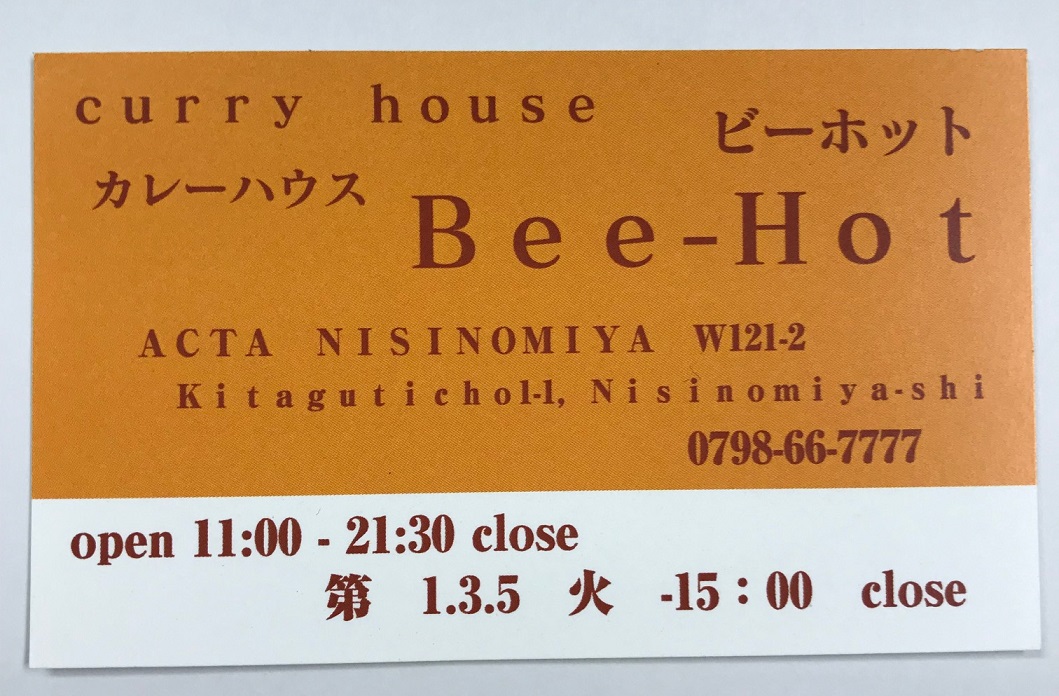 curry house
カレーハウス
ビーホット
Bee-Hot
ACTA NISINOMIYA W121-2
Kitaguticho1-1, Nisinomiya-shi
0798-66-7777
open 11:00 - 21:30 close
第 1.3.5 火 -15：00 close